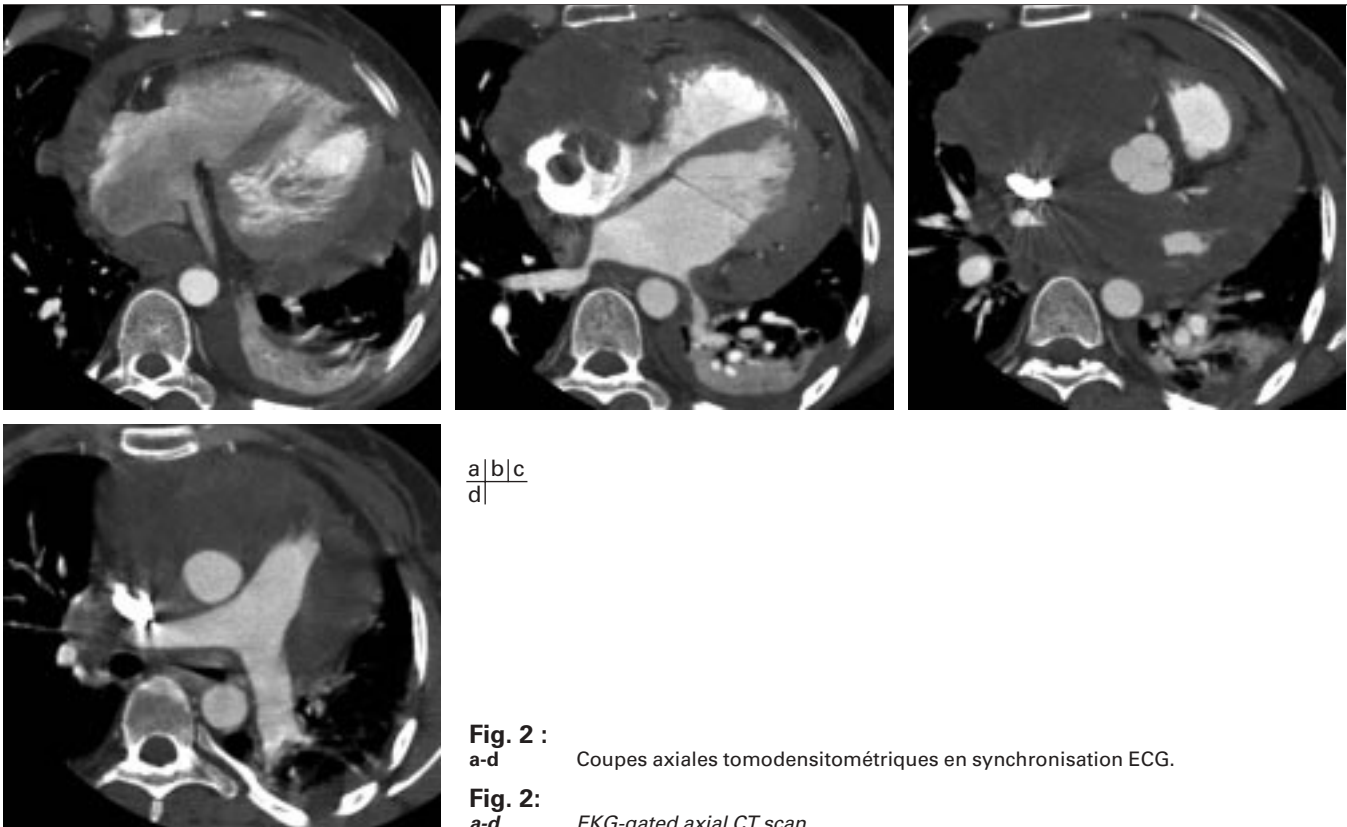 a|b|c
d|
Fig. 2 :
a-d Coupes axiales tomodensitométriques en synchronisation ECG.
Fig. 2:
a-d EKG-gated axial CT scan.